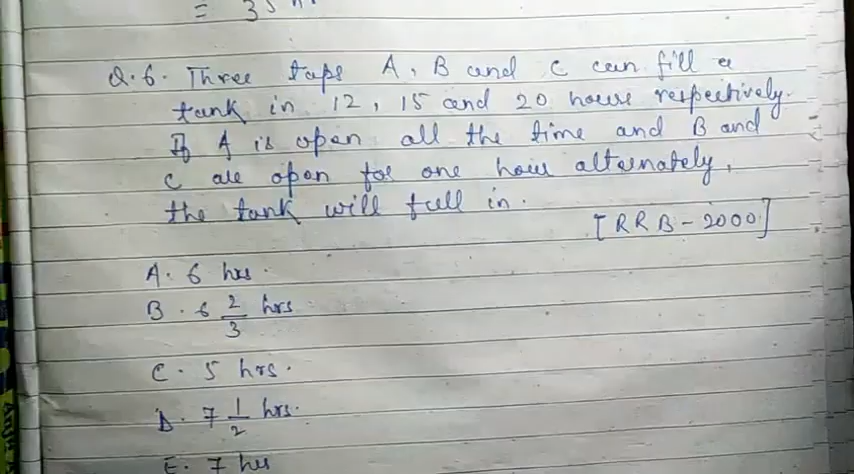 = 35
Q.6. Three taps A, B and C can fill a
tank in 12, 15 and 20 hours respectively.
If A is open all the time and B and
C are open for one hour alternately,
the tank will full in.
[RRB-2000]
A. 6 hrs.
B. 6 2/3 hrs
C. 5 hrs.
D. 7 1/2 hrs.
E. 7 hrs